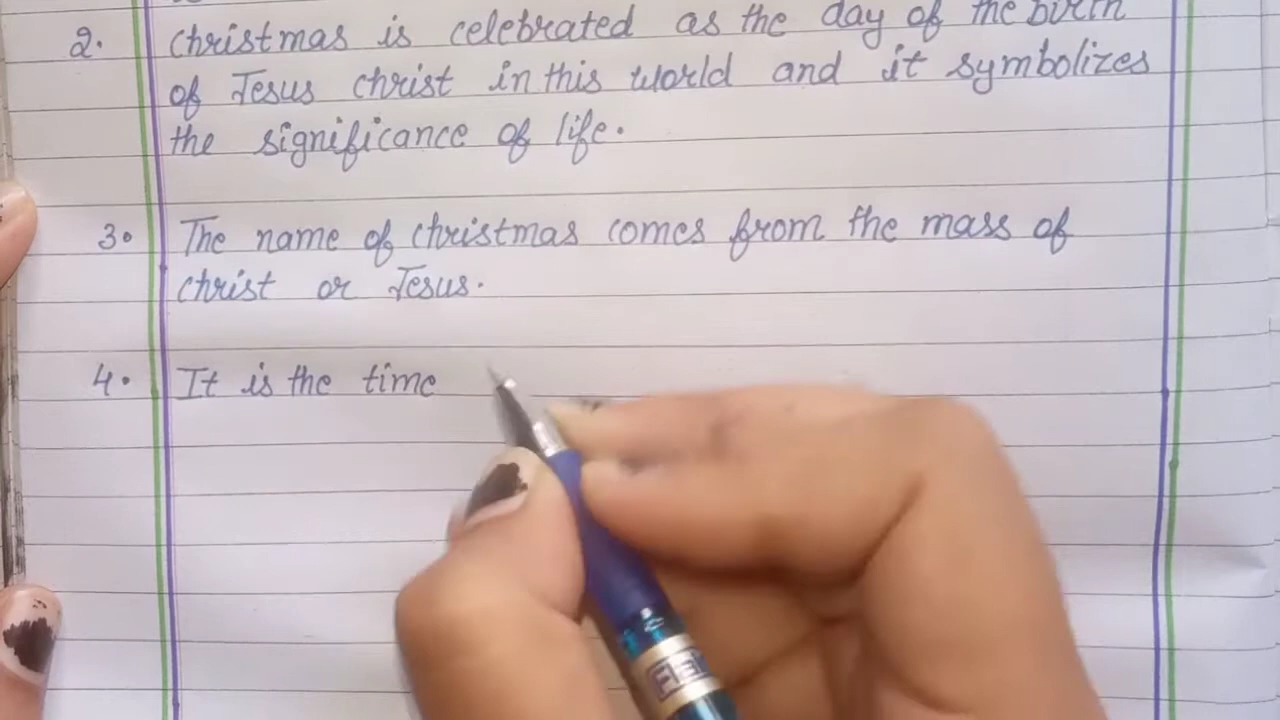 2. christmas is celebrated as the day of the birth
of Jesus christ in this world and it symbolizes
the significance of life.
3. The name of christmas comes from the mass of
christ or Jesus.
4. It is the time
Flai